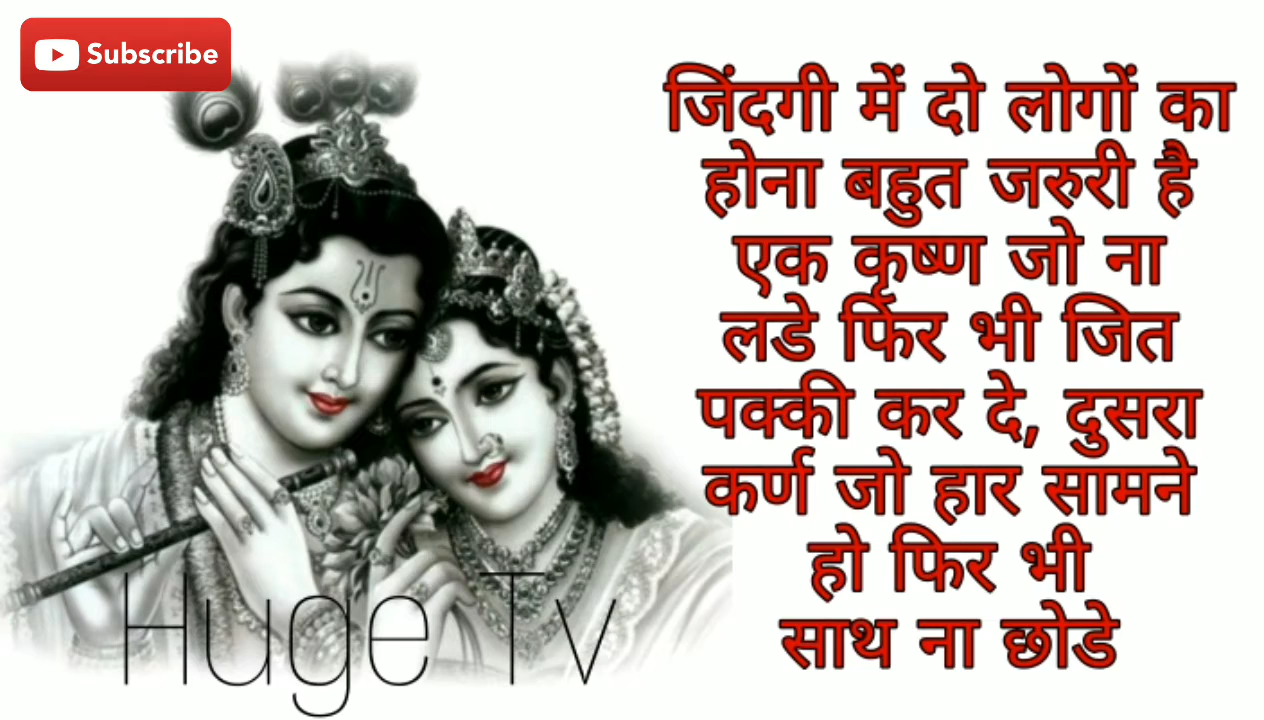 Subscribe
जिंदगी में दो लोगों का
होना बहुत जरुरी है
एक कृष्ण जो ना
लडे फिर भी जित
पक्की कर दे, दुसरा
कर्ण जो हार सामने
हो फिर भी
साथ ना छोडे
Huge Tv